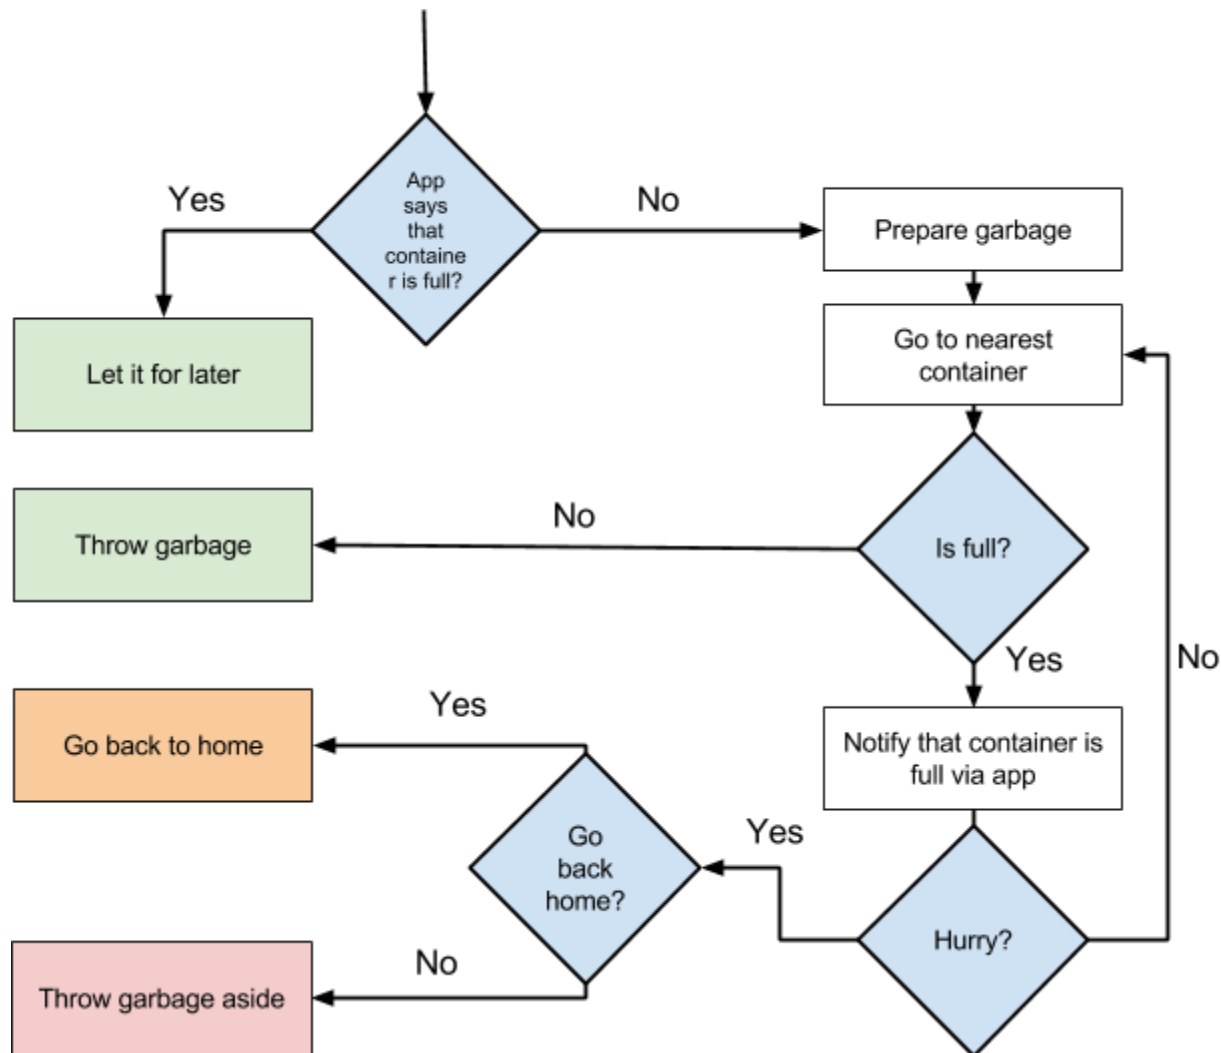 App
says
that
containe
r is full?
Yes
No
Prepare garbage
Go to nearest
container
Let it for later
No
Throw garbage
Is full?
Yes
No
Yes
Go back to home
Notify that container is
full via app
Yes
Go
back
home?
Hurry?
No
Throw garbage aside